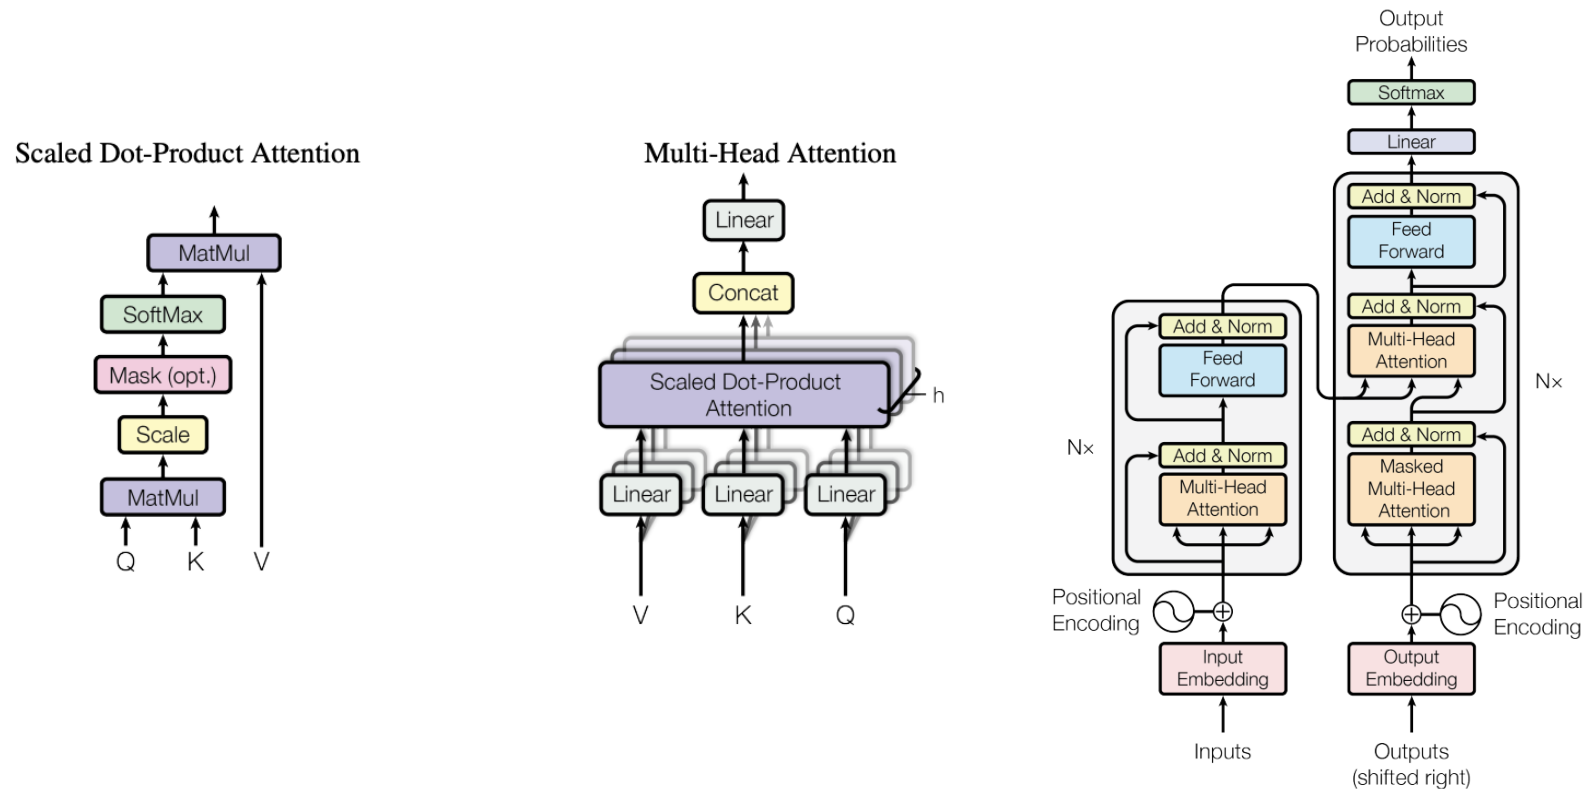 Scaled Dot-Product Attention
MatMul
SoftMax
Mask (opt.)
Scale
MatMul
Q K V
Multi-Head Attention
Linear
Concat
Scaled Dot-Product
Attention
h
Linear Linear Linear
V K Q
Output
Probabilities
Softmax
Linear
Add & Norm
Feed
Forward
Add & Norm
Multi-Head
Attention
Nx
Add & Norm
Masked
Multi-Head
Attention
Positional
Encoding
Output
Embedding
Outputs
(shifted right)
Add & Norm
Feed
Forward
Nx
Add & Norm
Multi-Head
Attention
Positional
Encoding
Input
Embedding
Inputs